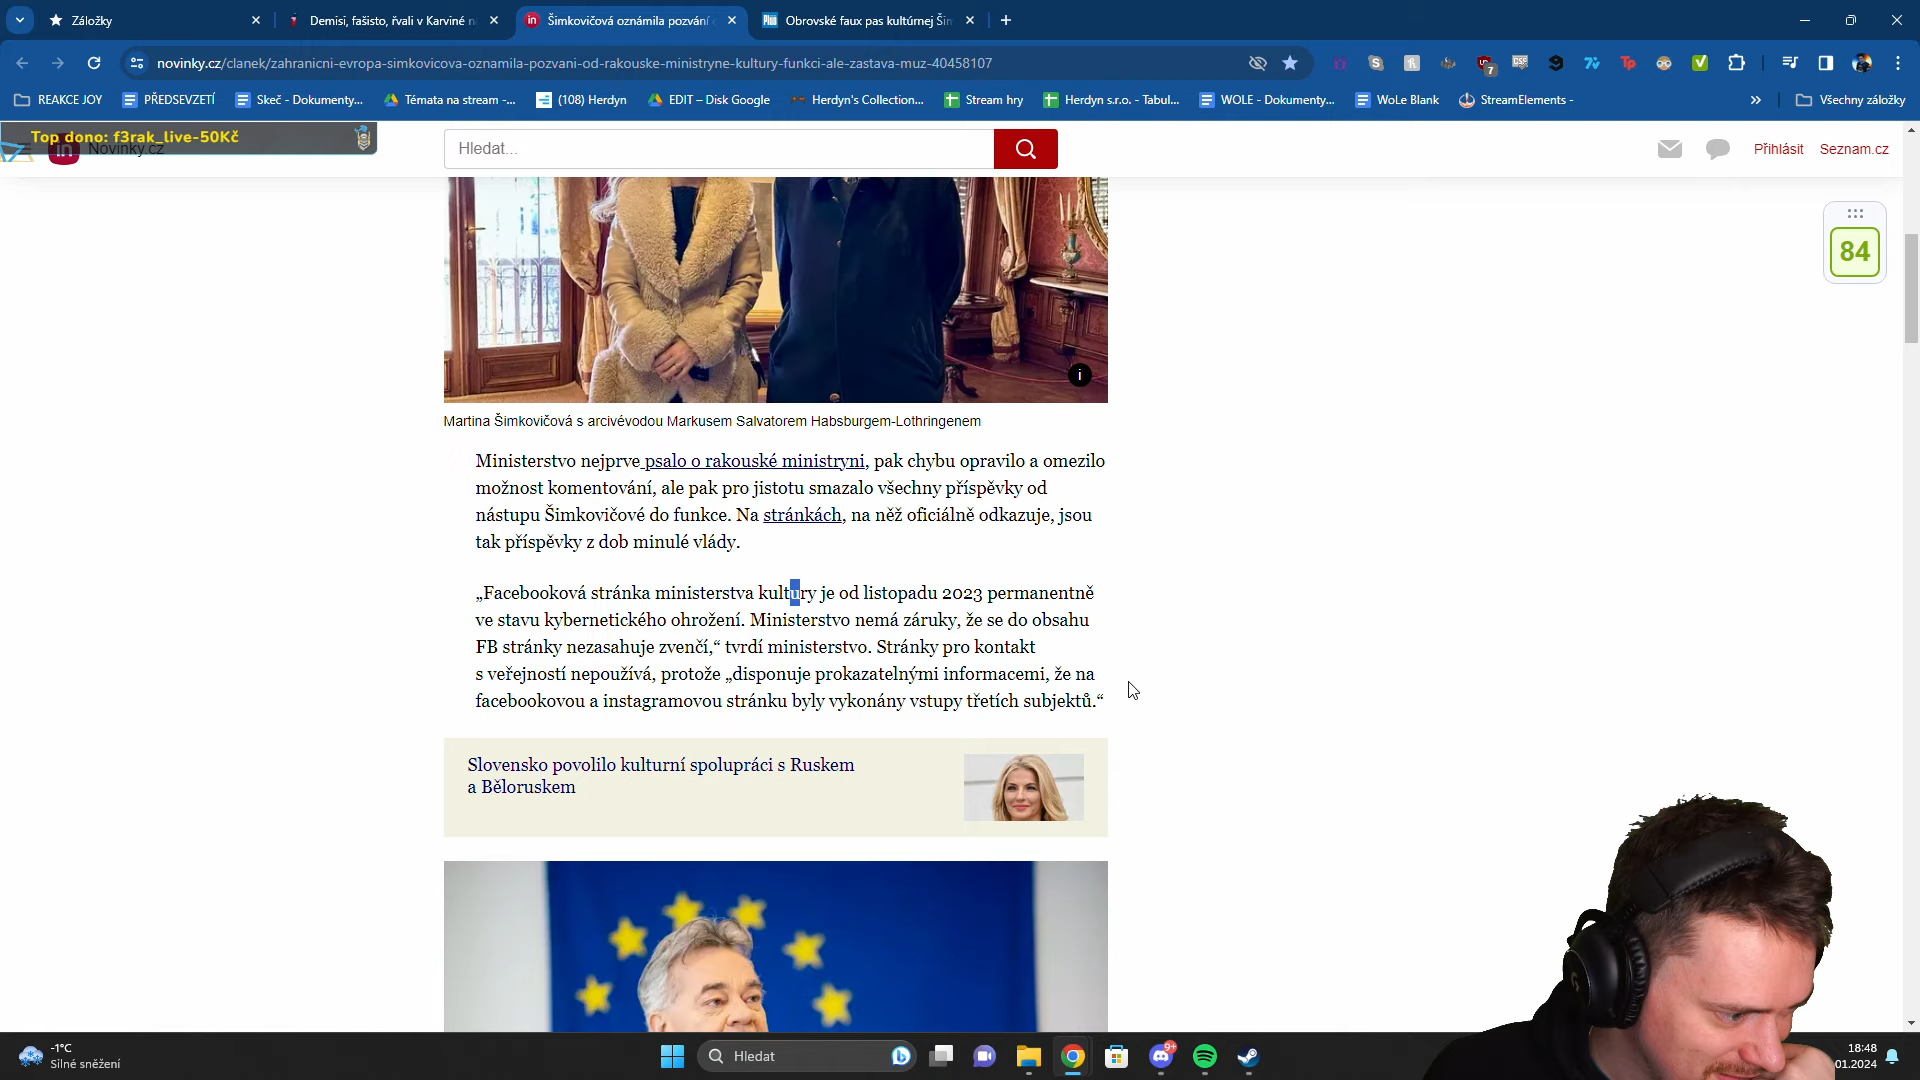 Záložky
Demisi, fašisto, řvali v Karviné n
Šimkovičová oznámila pozvání
Obrovské faux pas kultúrnej Šim
novinky.cz/clanek/zahranicni-evropa-simkovicova-oznamila-pozvani-od-rakouske-ministryne-kultury-funkci-ale-zastava-muz-40458107
REAKCE JOY
PŘEDSEVZETÍ
Skeč - Dokumenty...
Témata na stream -...
(108) Herdyn
EDIT – Disk Google
Herdyn's Collection...
Stream hry
Herdyn s.r.o. - Tabul...
WOLE - Dokumenty...
WoLe Blank
StreamElements -
Všechny záložky
Top dono: f3rak_live-50Kč
Novinky.cz
Hledat...
Přihlásit
Seznam.cz
84
Martina Šimkovičová s arcivévodou Markusem Salvatorem Habsburgem-Lothringenem
Ministerstvo nejprve psalo o rakouské ministryni, pak chybu opravilo a omezilo
možnost komentování, ale pak pro jistotu smazalo všechny příspěvky od
nástupu Šimkovičové do funkce. Na stránkách, na něž oficiálně odkazuje, jsou
tak příspěvky z dob minulé vlády.
„Facebooková stránka ministerstva kultury je od listopadu 2023 permanentně
ve stavu kybernetického ohrožení. Ministerstvo nemá záruky, že se do obsahu
FB stránky nezasahuje zvenčí,“ tvrdí ministerstvo. Stránky pro kontakt
s veřejností nepoužívá, protože „disponuje prokazatelnými informacemi, že na
facebookovou a instagramovou stránku byly vykonány vstupy třetích subjektů.“
Slovensko povolilo kulturní spolupráci s Ruskem
a Běloruskem
-1°C
Silné sněžení
Hledat
9+
18:48
01.2024